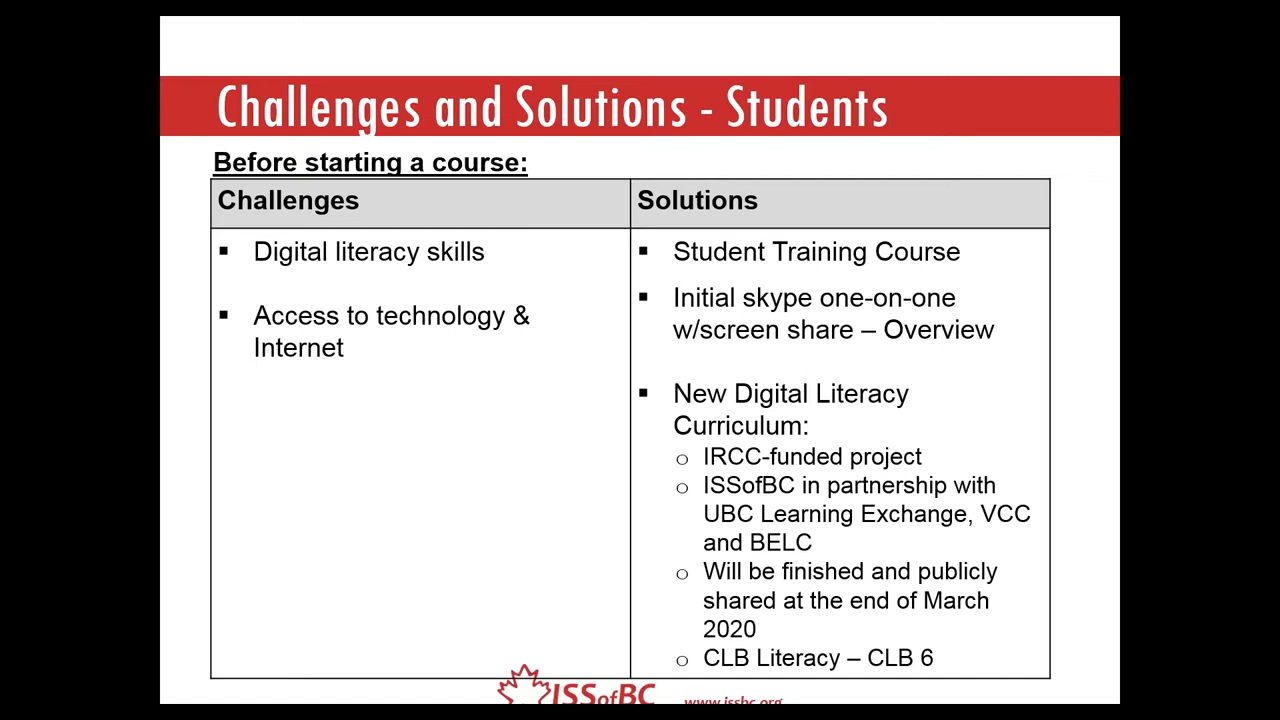 Challenges and Solutions - Students
Before starting a course:
Challenges
Solutions
▪ Digital literacy skills
▪ Access to technology &
Internet
▪ Student Training Course
▪ Initial skype one-on-one
w/screen share – Overview
▪ New Digital Literacy
Curriculum:
o IRCC-funded project
o ISSofBC in partnership with
UBC Learning Exchange, VCC
and BELC
o Will be finished and publicly
shared at the end of March
2020
o CLB Literacy – CLB 6
ISSofBC
www.issbc.org